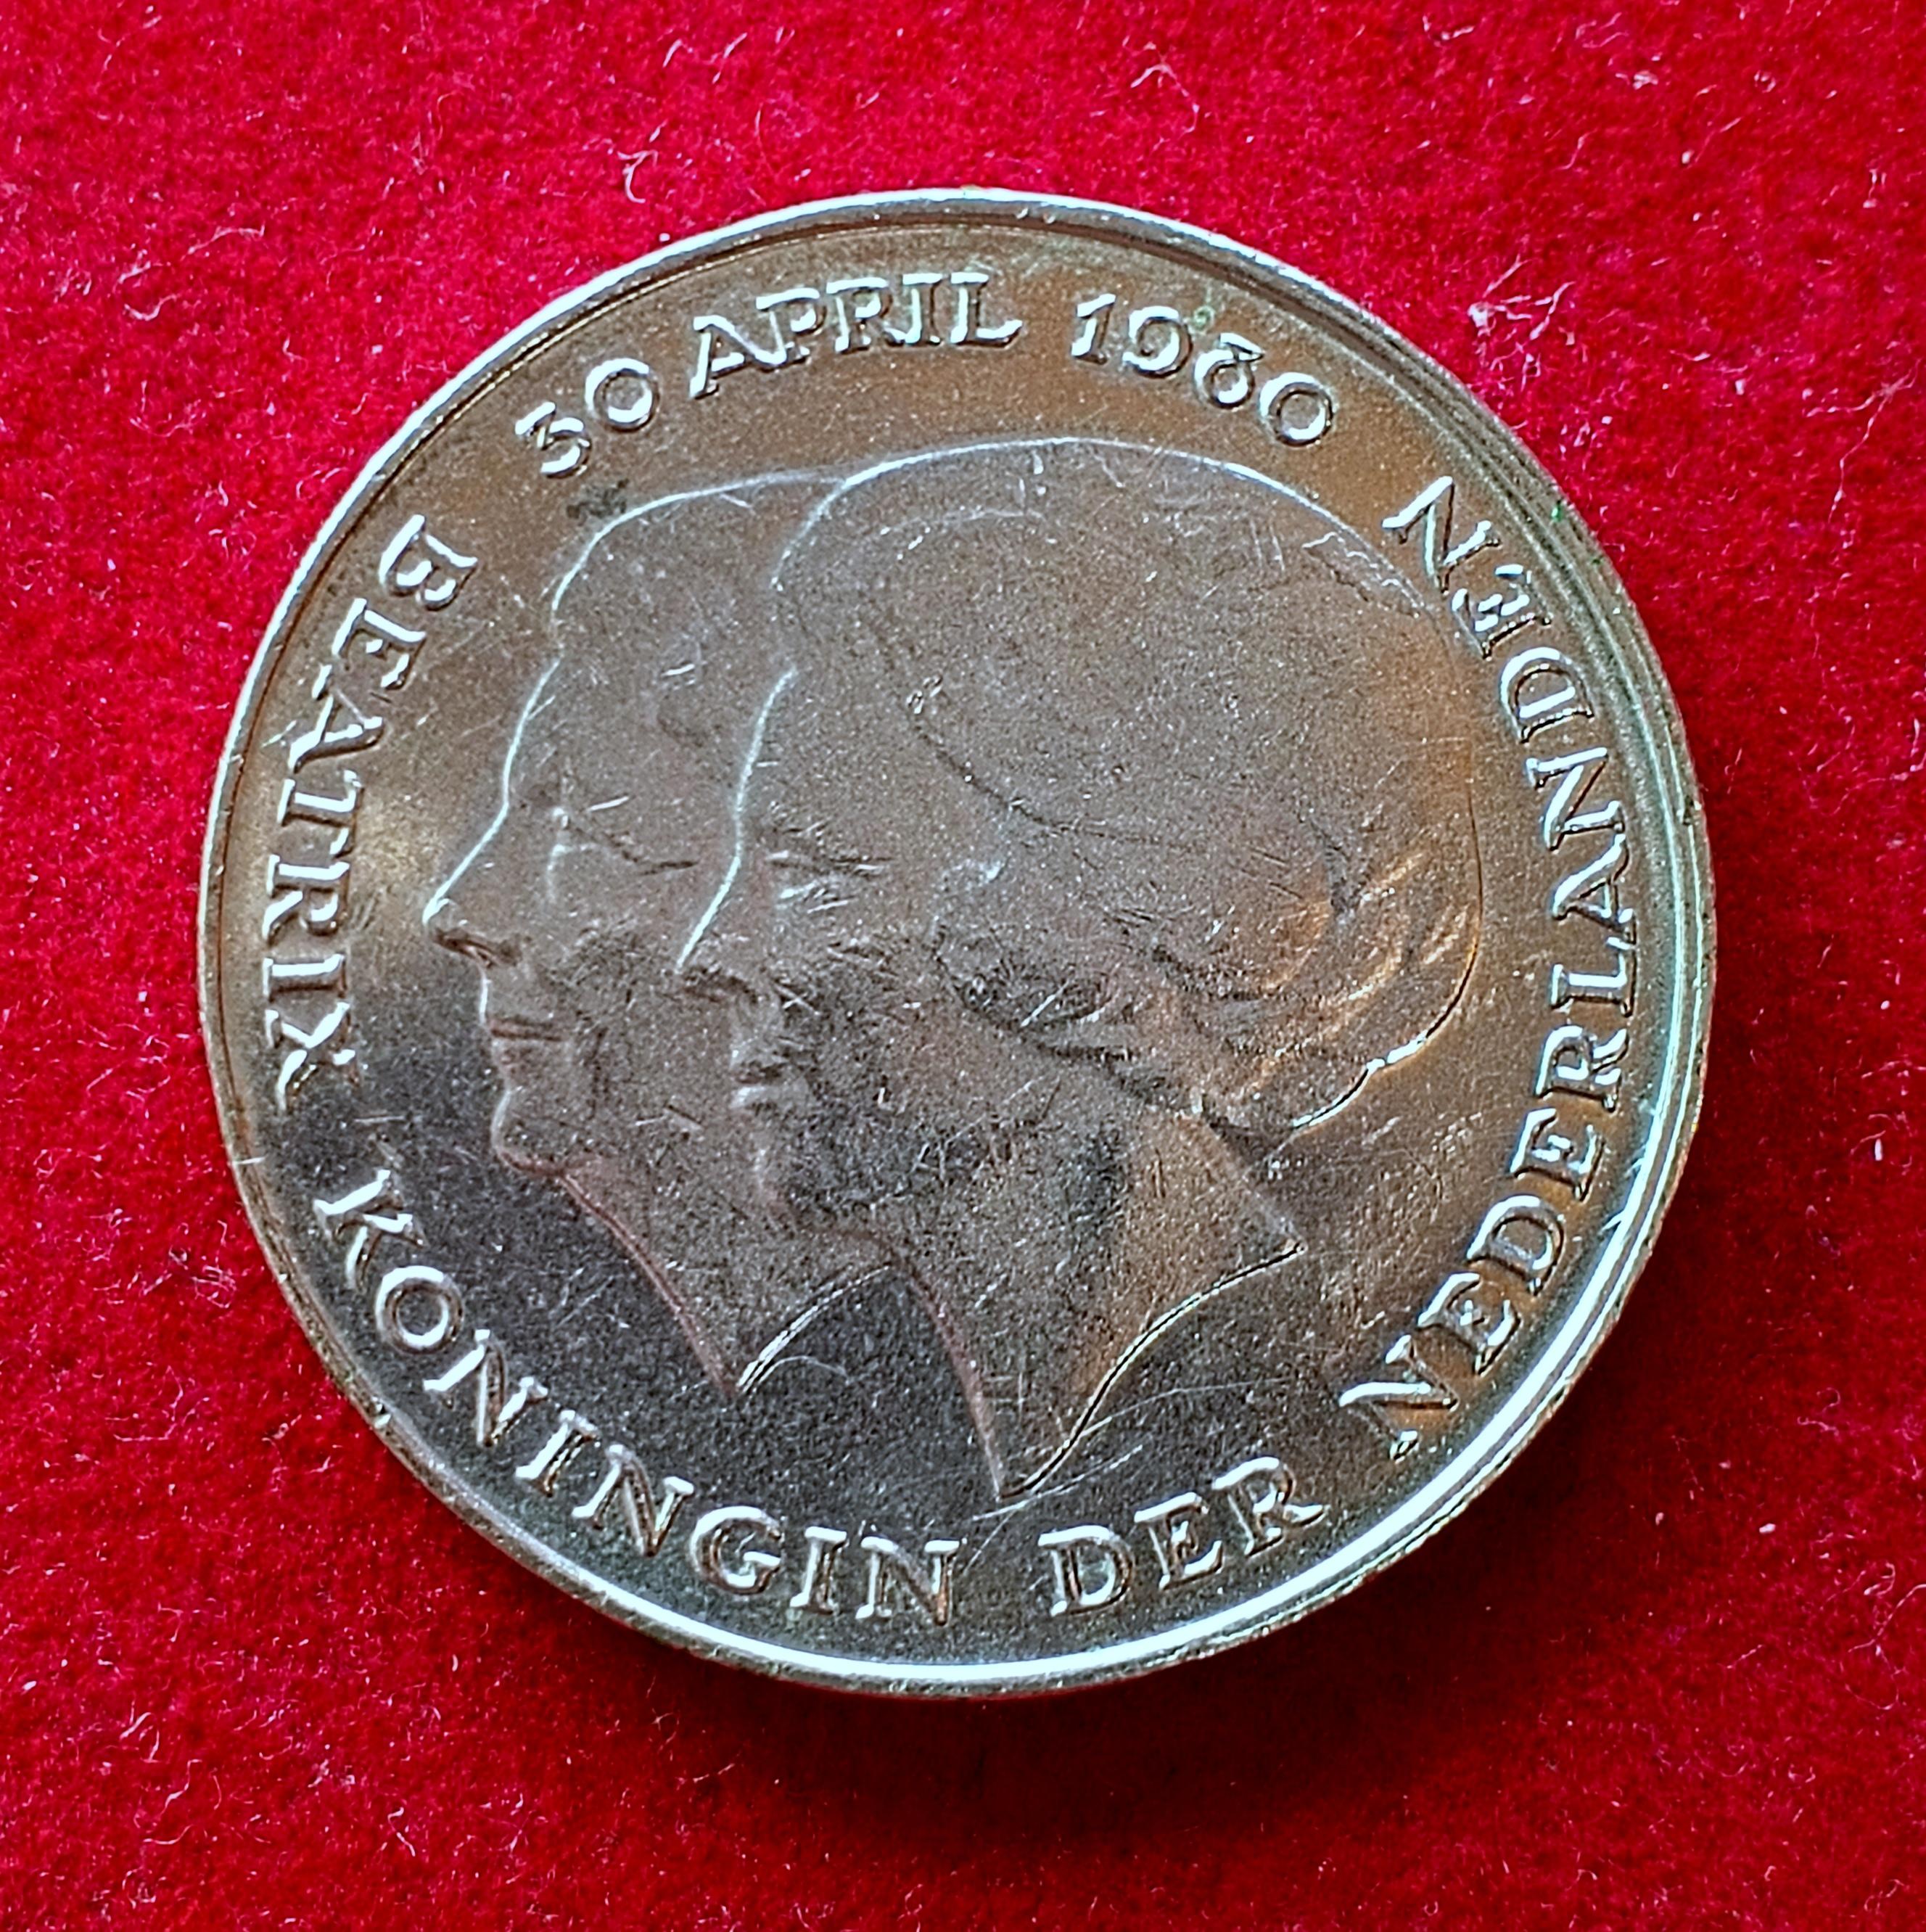 BEATRIX KONINGIN DER NEDERLANDEN
30 APRIL 1980